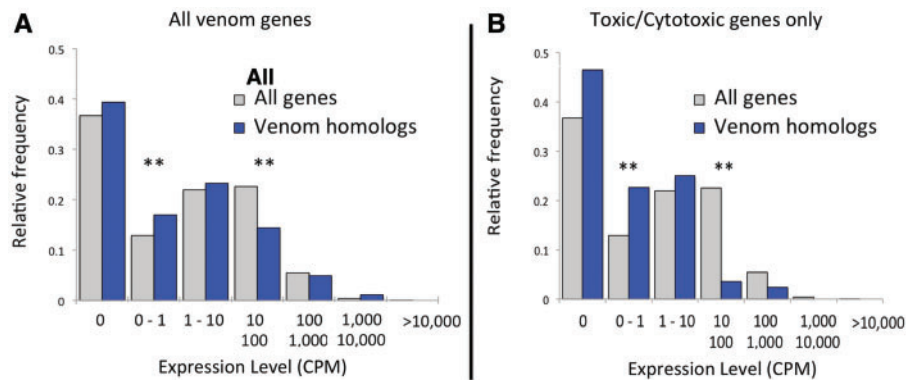 A
All venom genes
0.5
0.4
0.3
0.2
0.1
0
Relative frequency
All
All genes
Venom homologs
**
**
0
0 - 1
1 - 10
10 100
100 1,000
1,000 10,000
>10,000
Expression Level (CPM)
B
Toxic/Cytotoxic genes only
0.5
0.4
0.3
0.2
0.1
0
Relative frequency
All genes
Venom homologs
**
**
0
0 - 1
1 - 10
10 100
100 1,000
1,000 10,000
>10,000
Expression Level (CPM)